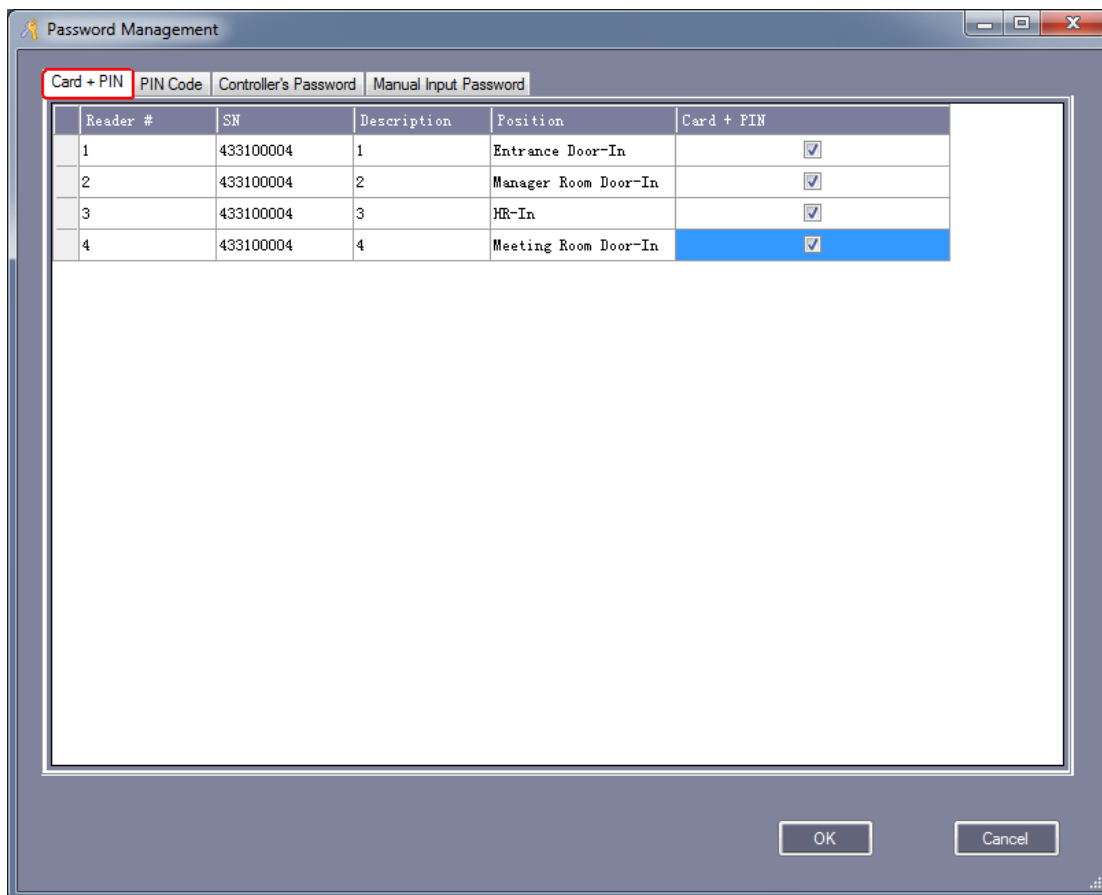 Password Management
Card + PIN PIN Code Controller's Password Manual Input Password
Reader # SN Description Position Card + PIN
1 433100004 1 Entrance Door-In
2 433100004 2 Manager Room Door-In
3 433100004 3 HR-In
4 433100004 4 Meeting Room Door-In
OK Cancel